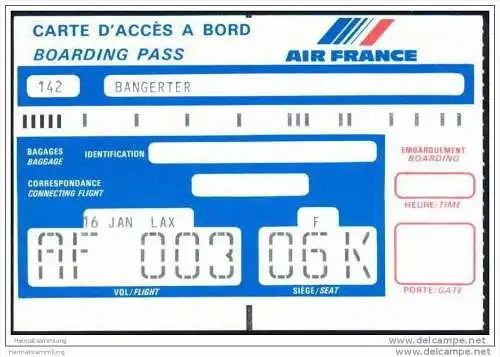 CARTE D'ACCÈS A BORD
BOARDING PASS
AIR FRANCE
142 BANGERTER
BAGAGES IDENTIFICATION
BAGGAGE
EMBARQUEMENT
BOARDING
CORRESPONDANCE
CONNECTING FLIGHT
HEURE/TIME
16 JAN LAX F
AF 003 06K
VOL/FLIGHT SIÈGE/SEAT
PORTE/GATE
Heimatsammlung
Heimatsammlung.de
www.delcampe.net
www.delcampe.net